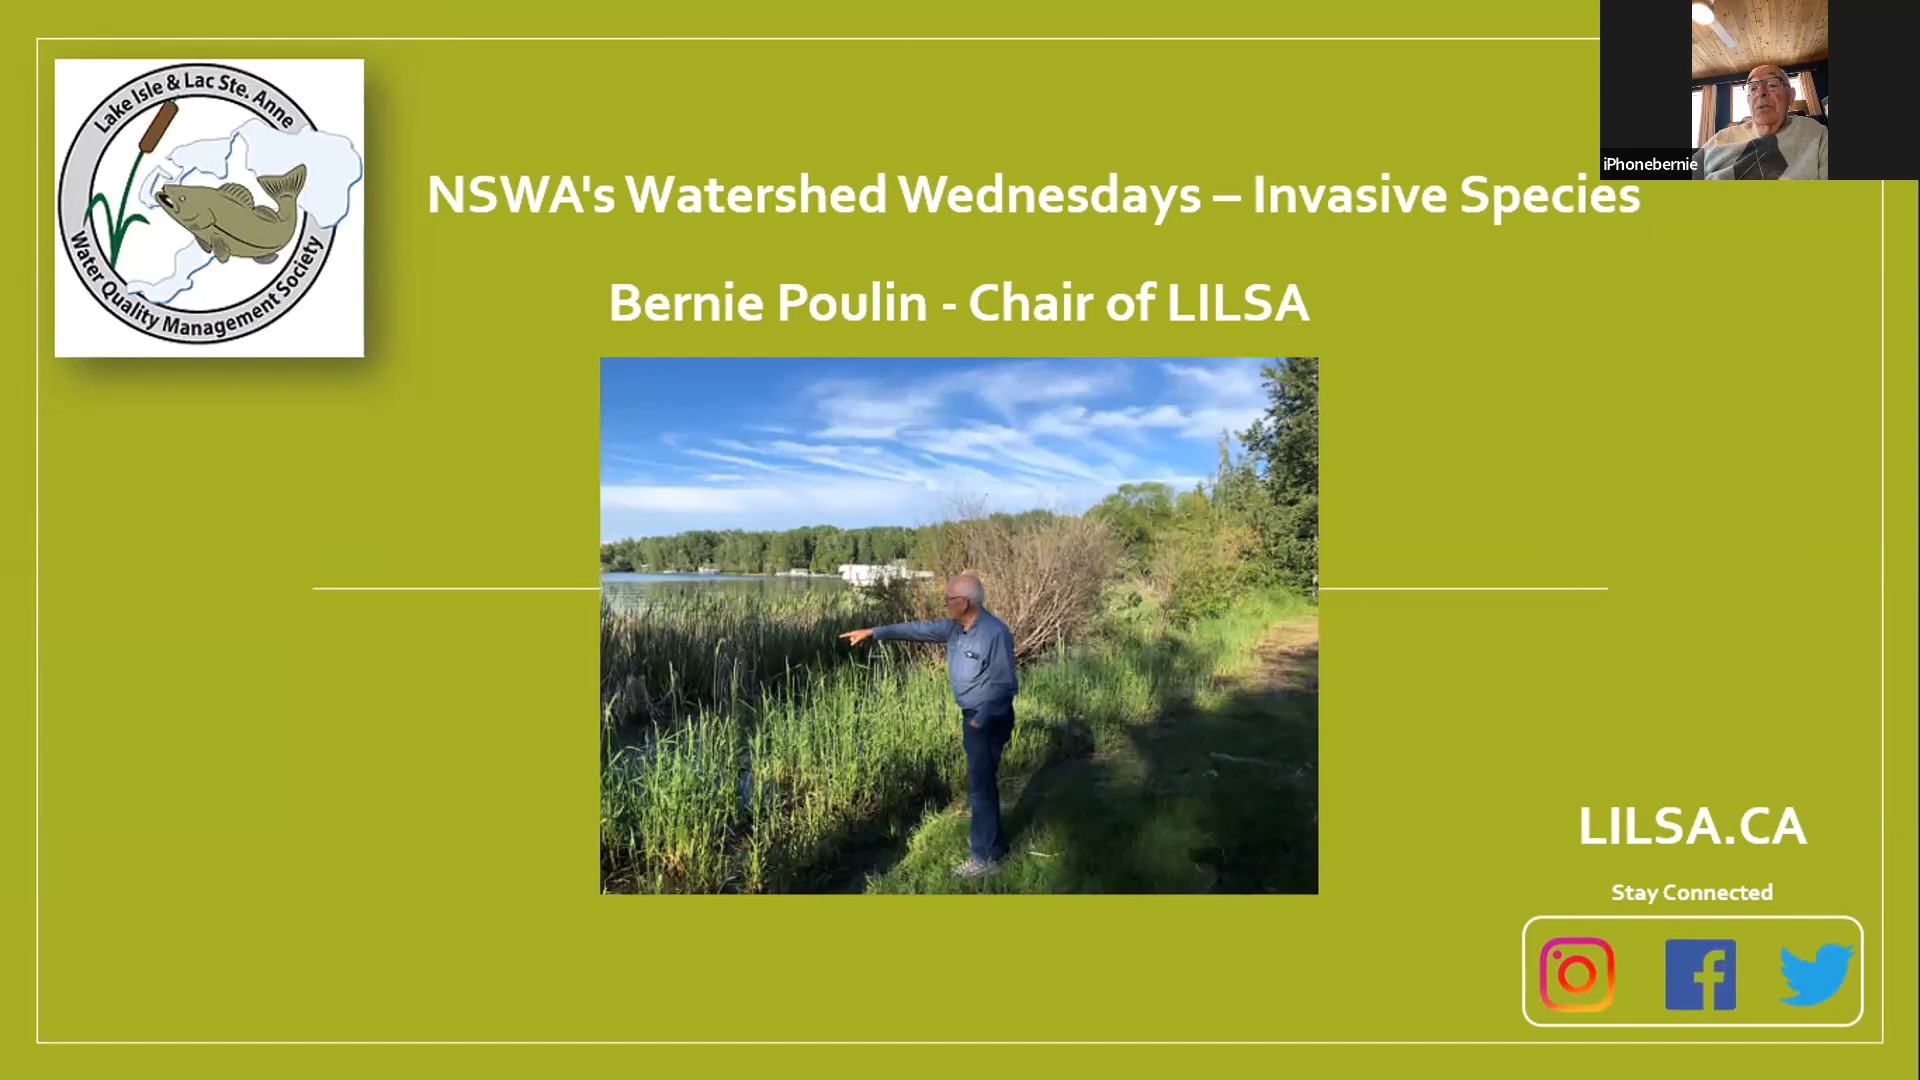 Lake Isle & Lac Ste. Anne
Water Quality Management Society
iPhonebernie
NSWA's Watershed Wednesdays – Invasive Species
Bernie Poulin - Chair of LILSA
LILSA.CA
Stay Connected